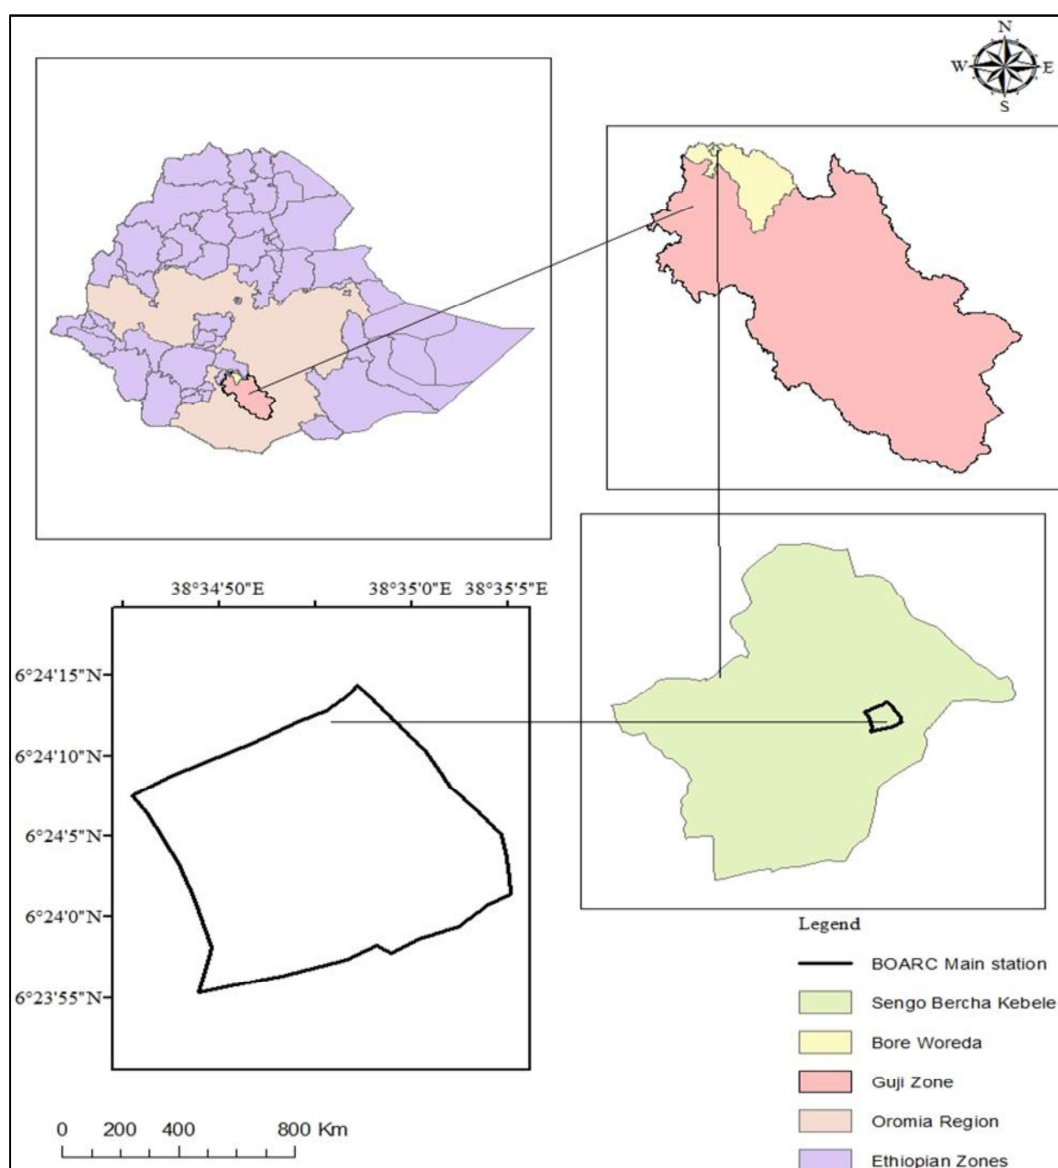 N
W E
S
38°34'50"E 38°35'0"E 38°35'5"E
6°24'15"N
6°24'10"N
6°24'5"N
6°24'0"N
6°23'55"N
Legend
BOARC Main station
Sengo Bercha Kebele
Bore Woreda
Guji Zone
Oromia Region
Ethiopian Zones
0 200 400 800 Km